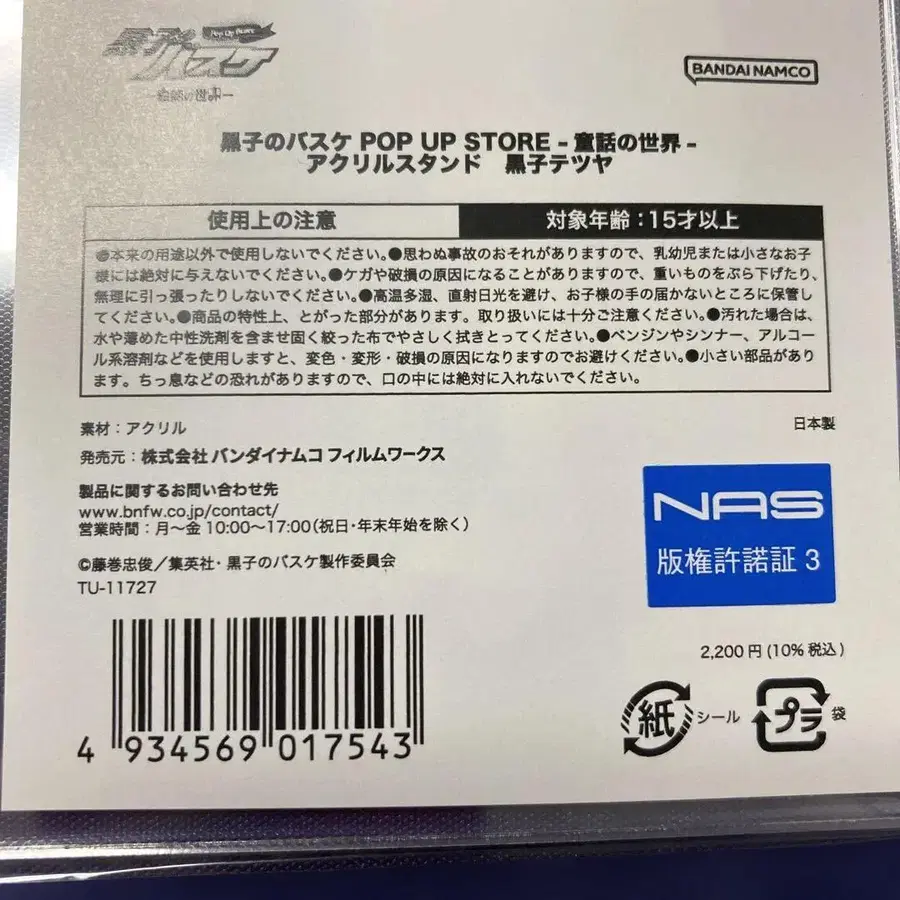 黒子のバスケ
Pop Up Store
BANDAI NAMCO
黒子のバスケ POP UP STORE - 童話の世界 -
アクリルスタンド 黒子テツヤ
使用上の注意
対象年齢：15才以上
●本来の用途以外で使用しないでください。●思わぬ事故のおそれがありますので、乳幼児または小さなお子
様には絶対に与えないでください。●ケガや破損の原因になることがありますので、重いものをぶら下げたり、
無理に引っ張ったりしないでください。●高温多湿、直射日光を避け、お子様の手の届かないところに保管し
てください。●商品の特性上、とがった部分があります。取り扱いには十分ご注意ください。●汚れた場合は、
水や薄めた中性洗剤を含ませ固く絞った布でやさしく拭きとってください。●ベンジンやシンナー、アルコー
ル系溶剤などを使用しますと、変色・変形・破損の原因になりますのでお避けください。●小さい部品があり
ます。ちっ息などの恐れがありますので、口の中には絶対に入れないでください。
素材：アクリル
日本製
発売元：株式会社 バンダイナムコ フィルムワークス
製品に関するお問い合わせ先
www.bnfw.co.jp/contact/
営業時間：月〜金 10:00〜17:00（祝日・年末年始を除く）
©藤巻忠俊／集英社・黒子のバスケ製作委員会
TU-11727
NAS
版権許諾証 3
2,200 円 (10% 税込)
紙 シール
プラ 袋
4 934569 017543